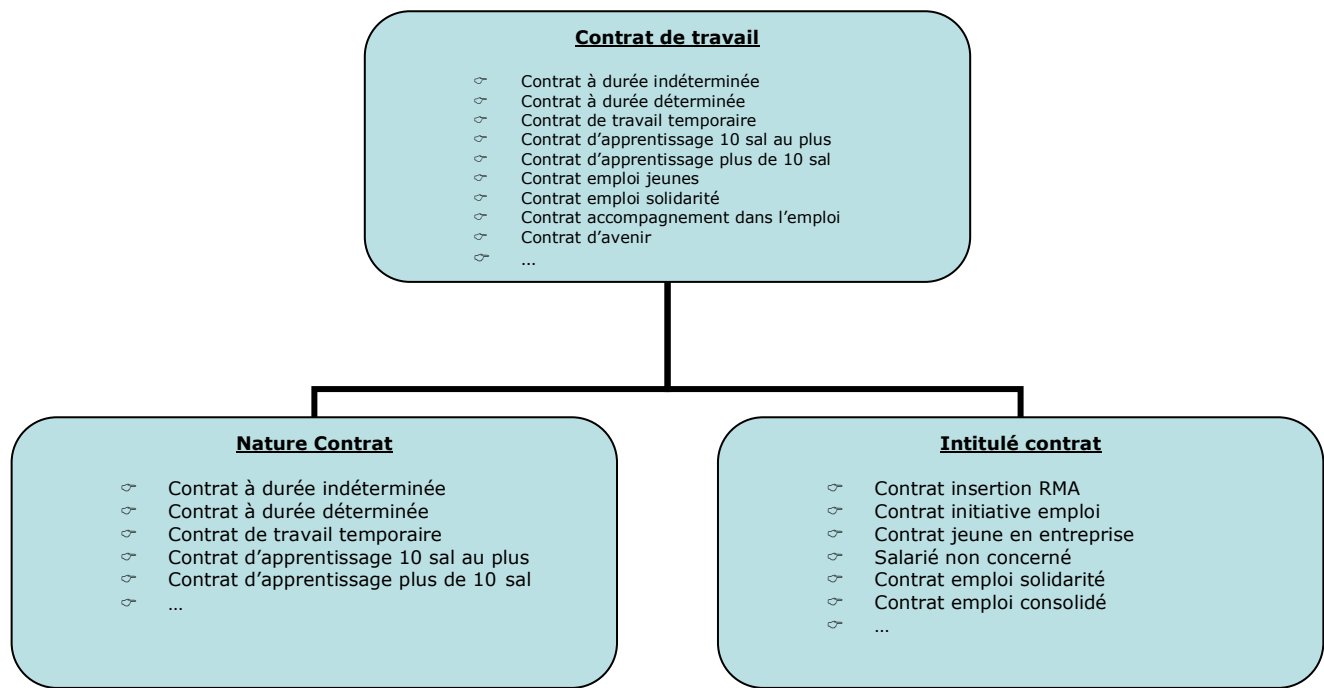 Contrat de travail
Contrat à durée indéterminée
Contrat à durée déterminée
Contrat de travail temporaire
Contrat d’apprentissage 10 sal au plus
Contrat d’apprentissage plus de 10 sal
Contrat emploi jeunes
Contrat emploi solidarité
Contrat accompagnement dans l’emploi
Contrat d’avenir
…
Nature Contrat
Contrat à durée indéterminée
Contrat à durée déterminée
Contrat de travail temporaire
Contrat d’apprentissage 10 sal au plus
Contrat d’apprentissage plus de 10 sal
…
Intitulé contrat
Contrat insertion RMA
Contrat initiative emploi
Contrat jeune en entreprise
Salarié non concerné
Contrat emploi solidarité
Contrat emploi consolidé
…